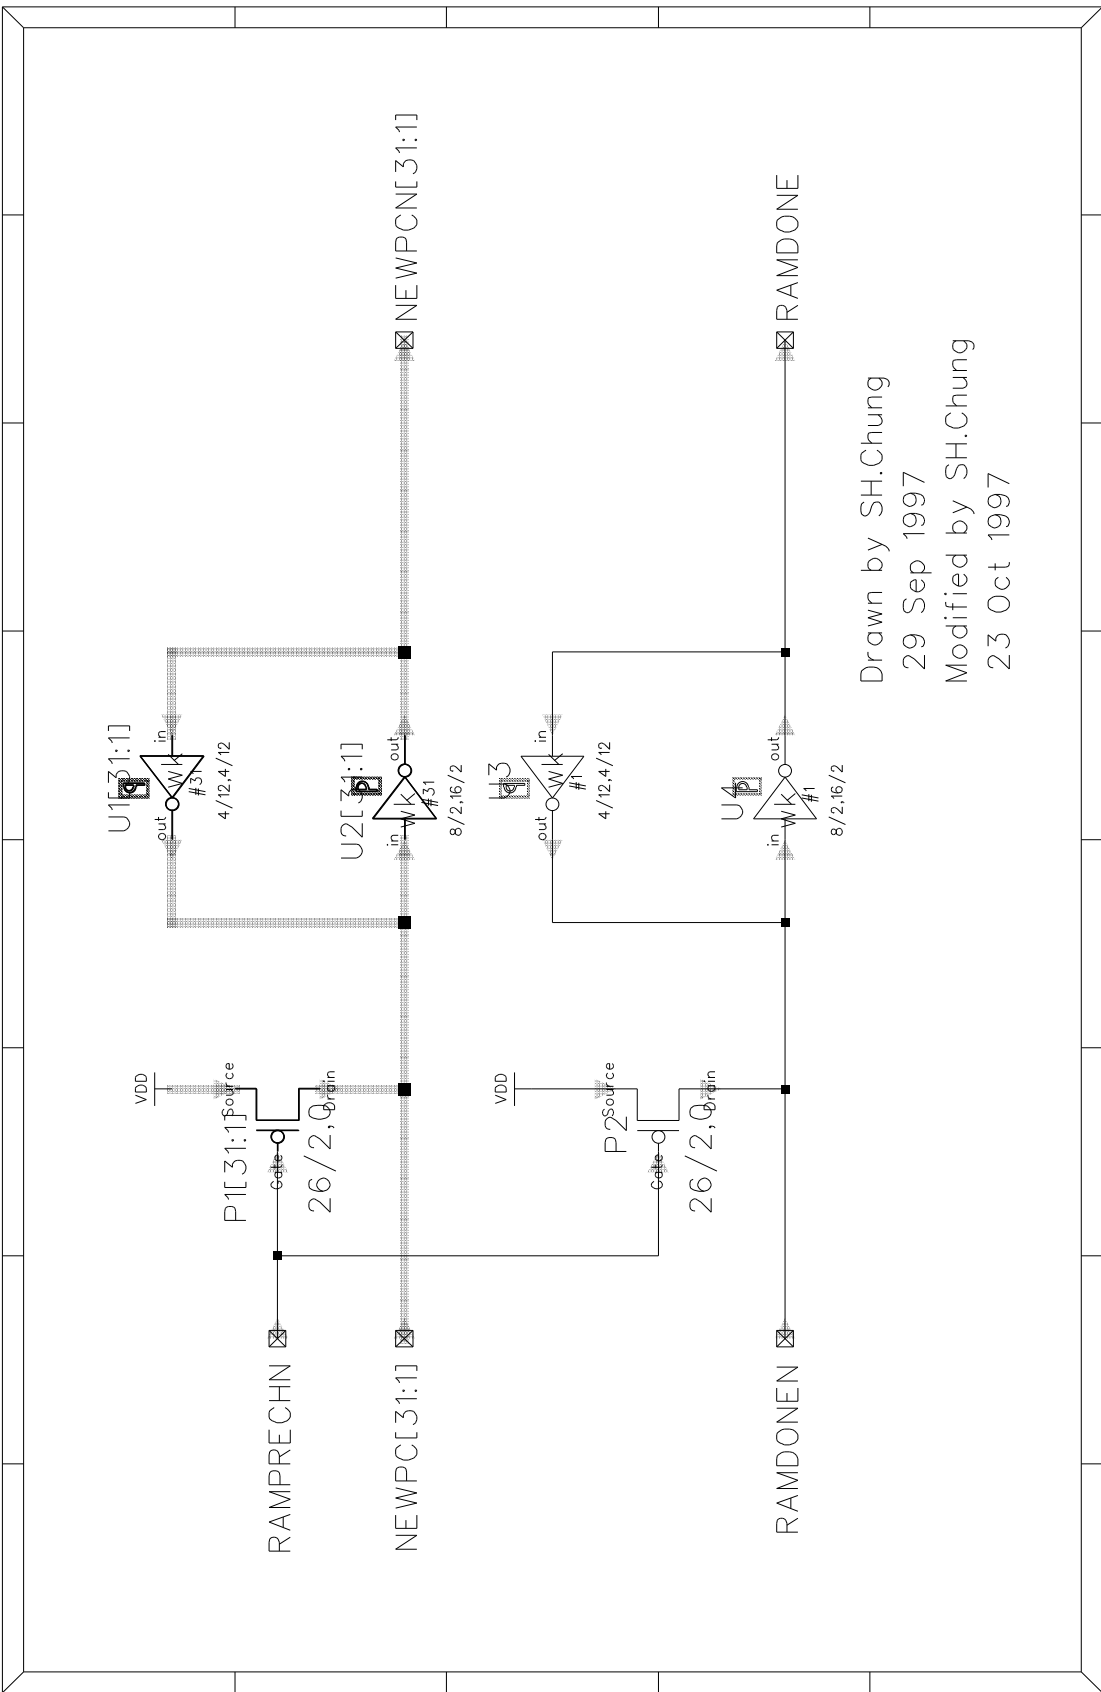 U1[31:1]
in
wk
#31
out
4/12,4/12
NEWPCN[31:1]
U2[31:1]
p
out
wk
#31
in
8/2,16/2
VDD
Source
Drain
P1[31:1]
Gate
26/2,0
RAMPRECHN
NEWPC[31:1]
U3
in
wk
#1
out
4/12,4/12
RAMDONE
U4
p
out
wk
#1
in
8/2,16/2
VDD
Source
Drain
P2
Gate
26/2,0
RAMDONEN
Drawn by SH.Chung
29 Sep 1997
Modified by SH.Chung
23 Oct 1997